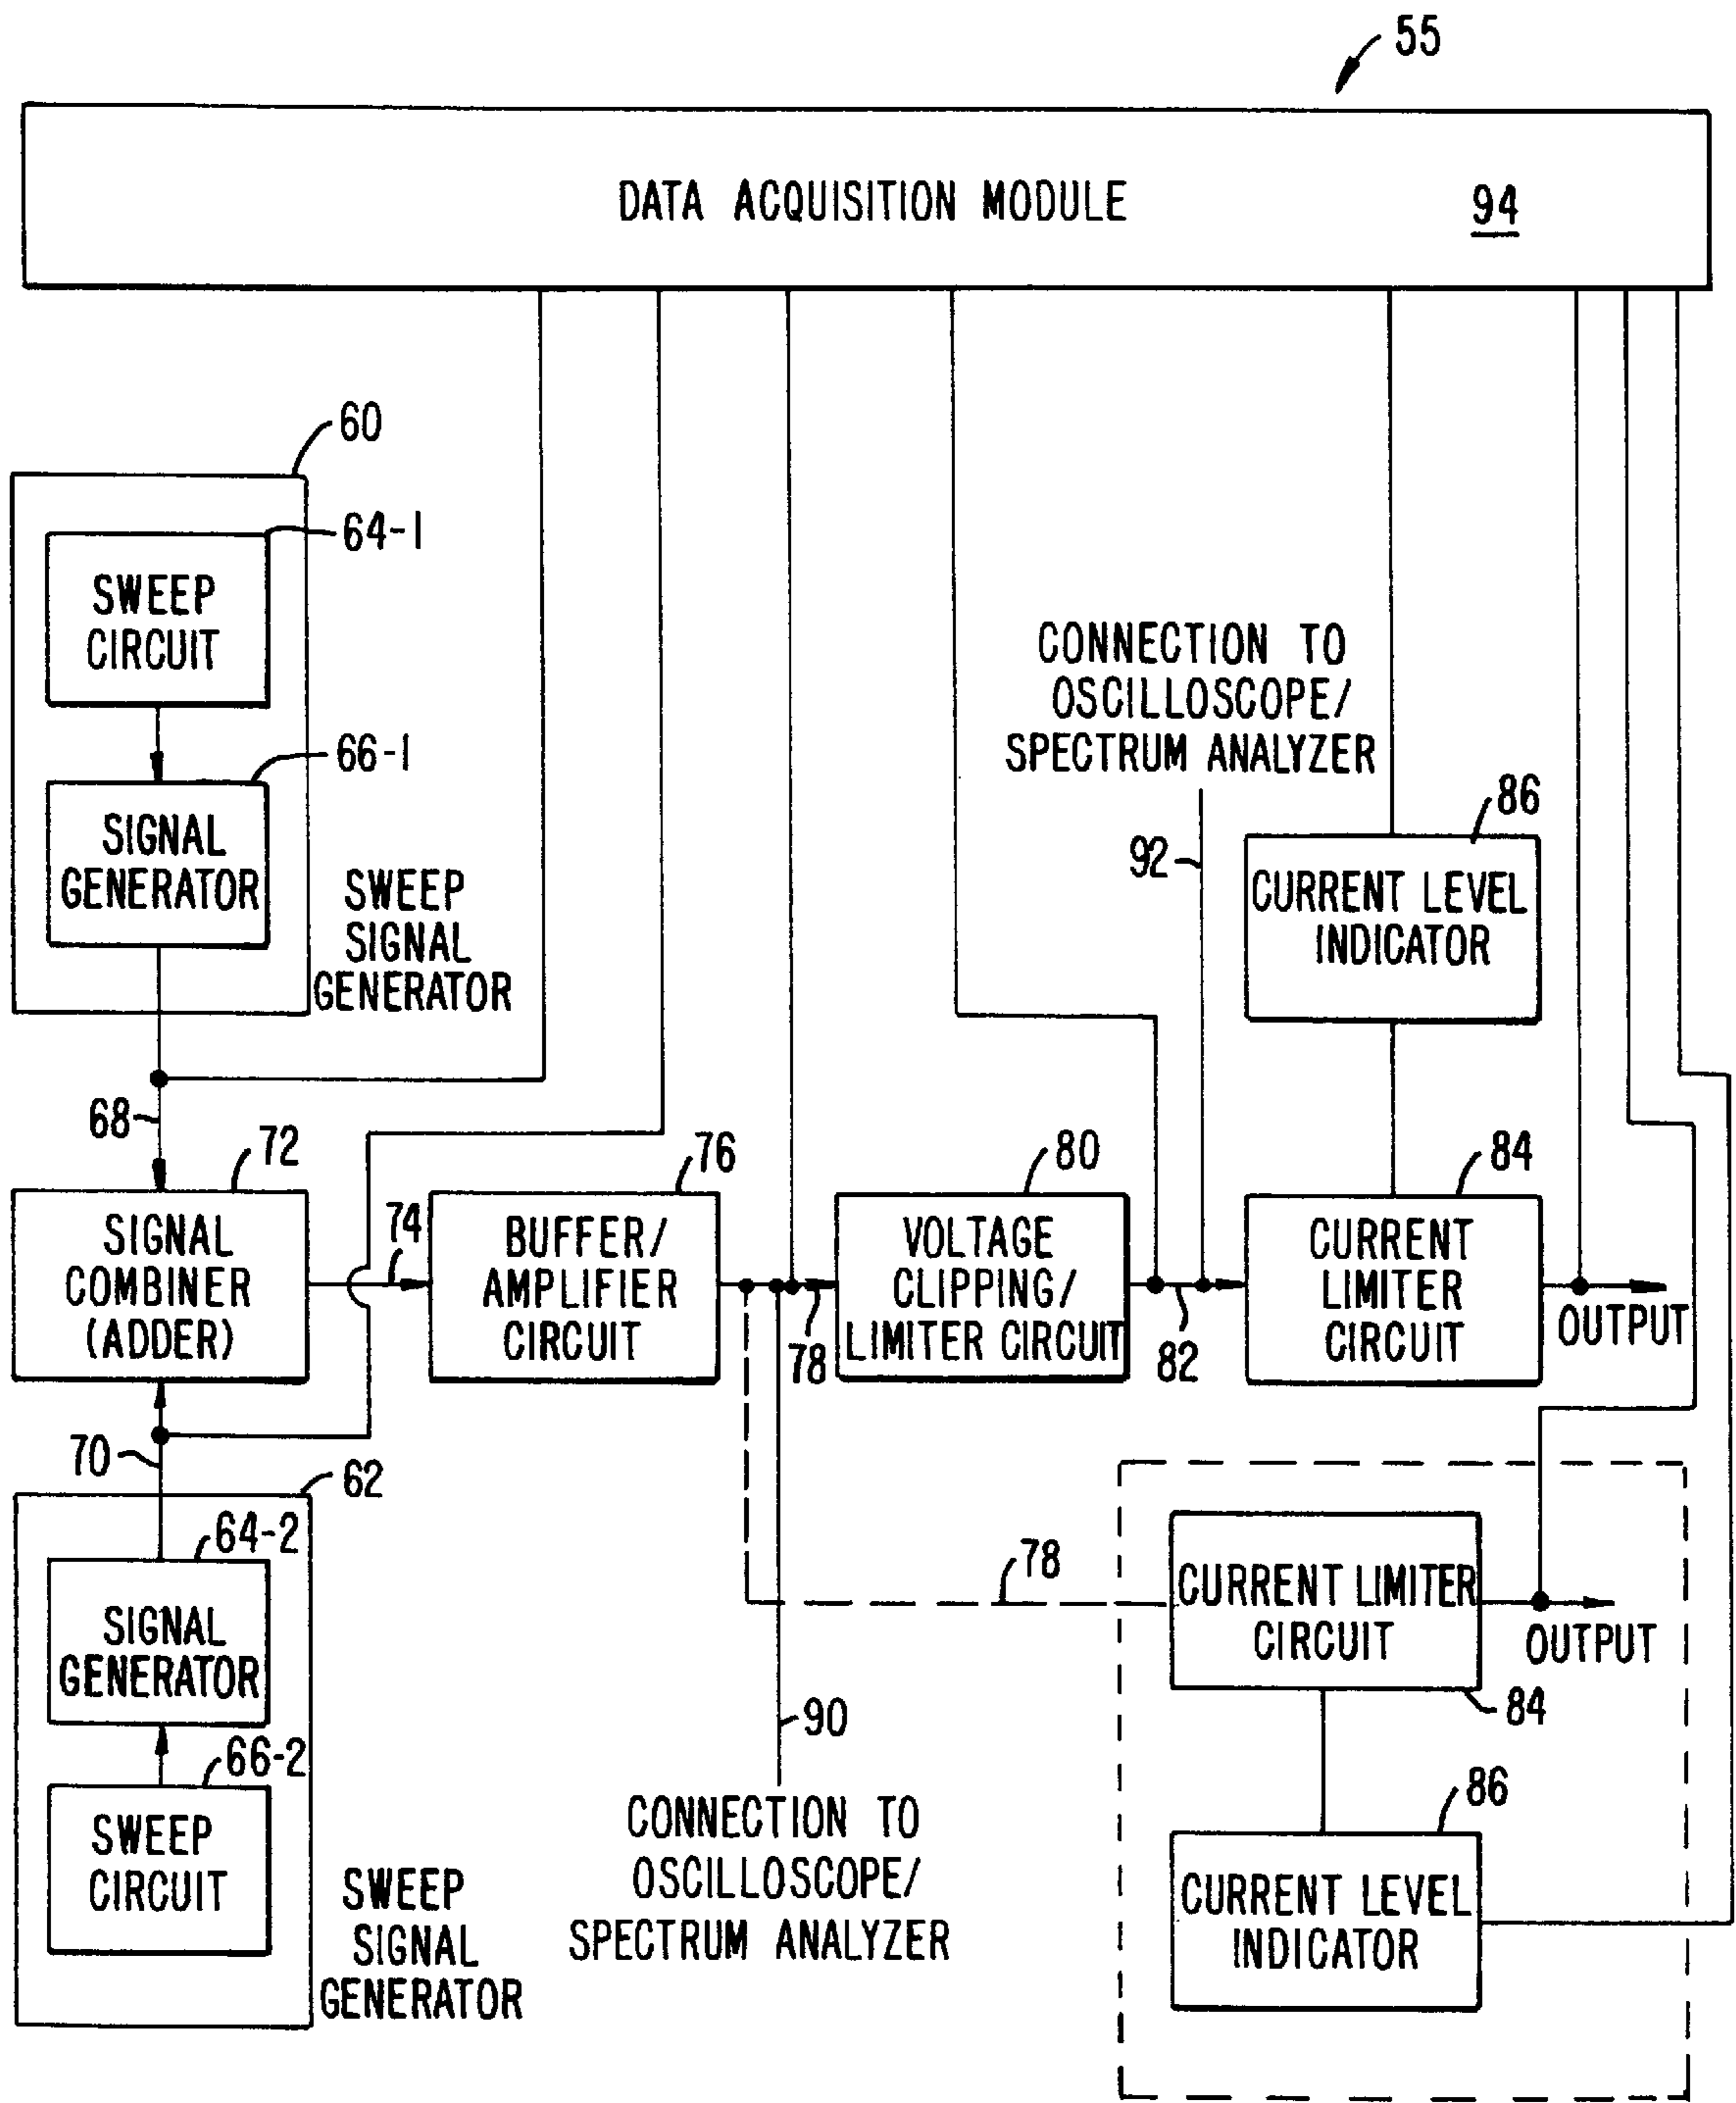 55
DATA ACQUISITION MODULE
94
60
64-1
SWEEP
CIRCUIT
66-1
SIGNAL
GENERATOR
SWEEP
SIGNAL
GENERATOR
CONNECTION TO
OSCILLOSCOPE/
SPECTRUM ANALYZER
92
86
CURRENT LEVEL
INDICATOR
68
72
SIGNAL
COMBINER
(ADDER)
74
76
BUFFER/
AMPLIFIER
CIRCUIT
78
80
VOLTAGE
CLIPPING/
LIMITER CIRCUIT
82
84
CURRENT
LIMITER
CIRCUIT
OUTPUT
70
62
64-2
SIGNAL
GENERATOR
66-2
SWEEP
CIRCUIT
SWEEP
SIGNAL
GENERATOR
78
90
CONNECTION TO
OSCILLOSCOPE/
SPECTRUM ANALYZER
CURRENT LIMITER
CIRCUIT
OUTPUT
84
86
CURRENT LEVEL
INDICATOR